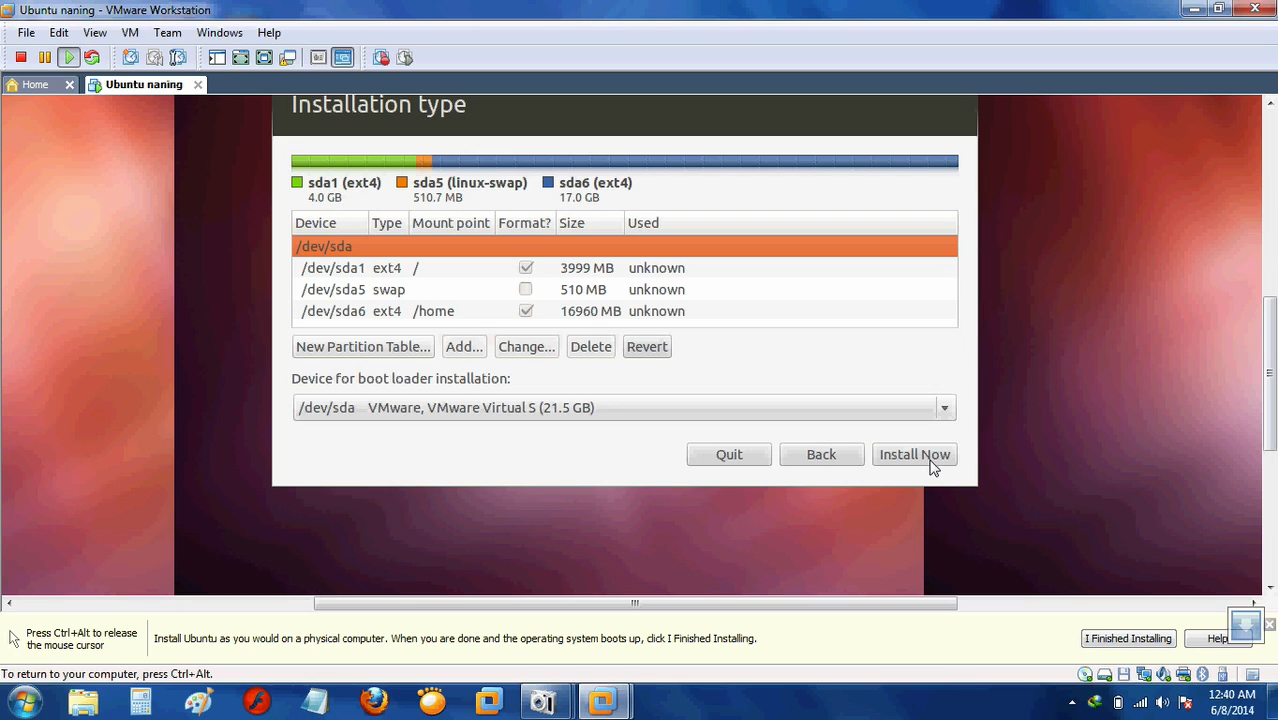 Ubuntu naning - VMware Workstation
File Edit View VM Team Windows Help
Home Ubuntu naning
Installation type
sda1 (ext4) sda5 (linux-swap) sda6 (ext4)
4.0 GB 510.7 MB 17.0 GB
Device Type Mount point Format? Size Used
/dev/sda
/dev/sda1 ext4 / 3999 MB unknown
/dev/sda5 swap 510 MB unknown
/dev/sda6 ext4 /home 16960 MB unknown
New Partition Table... Add... Change... Delete Revert
Device for boot loader installation:
/dev/sda VMware, VMware Virtual S (21.5 GB)
Quit Back Install Now
Press Ctrl+Alt to release
the mouse cursor
Install Ubuntu as you would on a physical computer. When you are done and the operating system boots up, click I Finished Installing.
I Finished Installing Help
To return to your computer, press Ctrl+Alt.
12:40 AM
6/8/2014